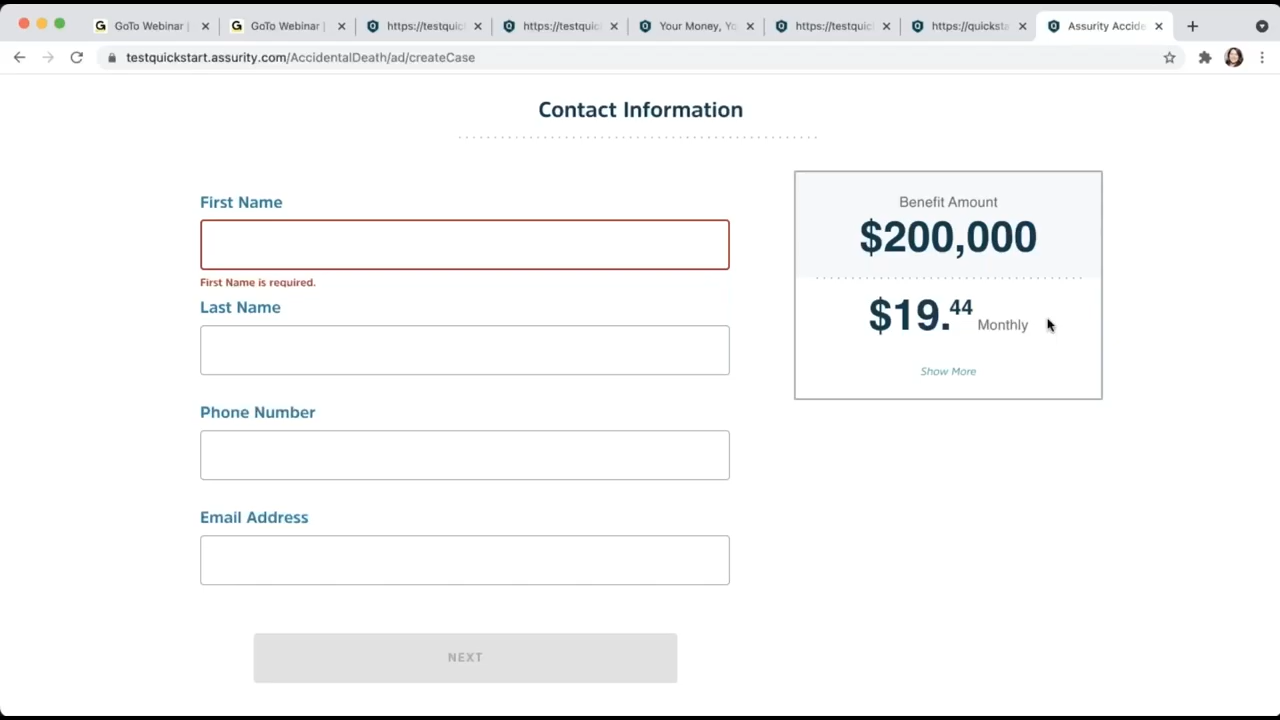 GoTo Webinar
GoTo Webinar
https://testquic
https://testquic
Your Money, Yo
https://testquic
https://quicksta
Assurity Accide
testquickstart.assurity.com/AccidentalDeath/ad/createCase
Contact Information
First Name
First Name is required.
Last Name
Phone Number
Email Address
NEXT
Benefit Amount
$200,000
$19.44 Monthly
Show More